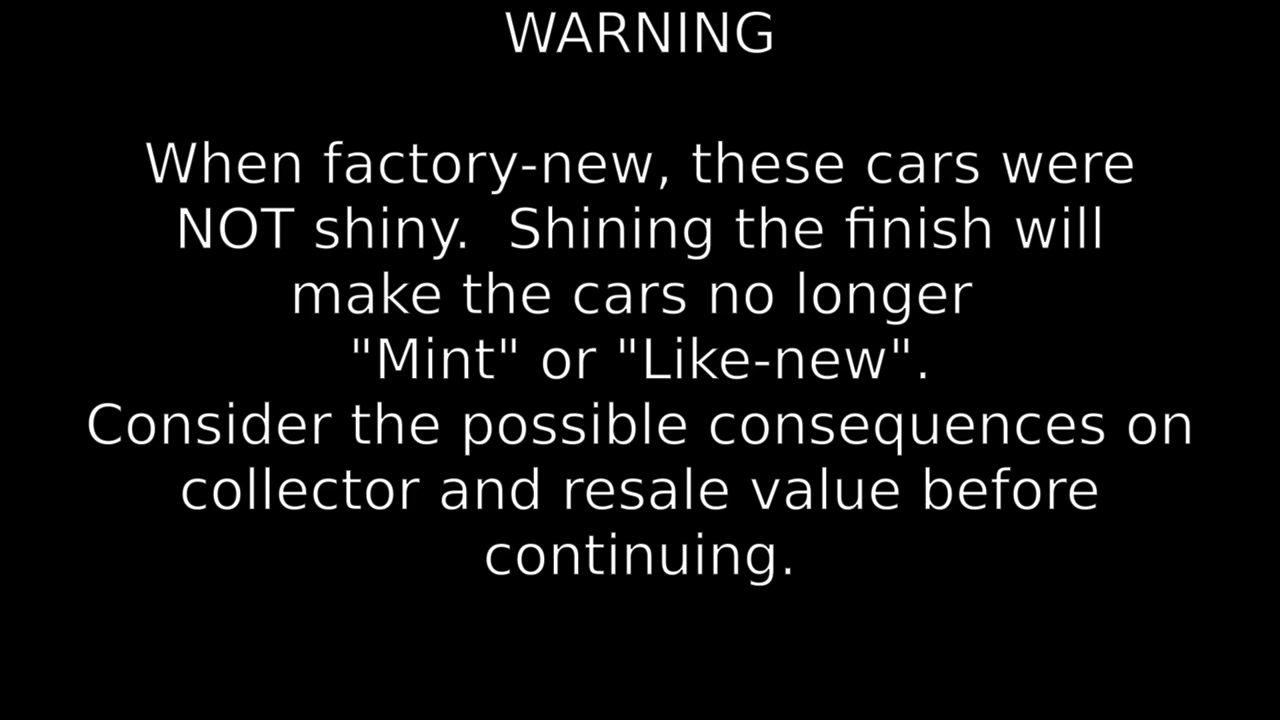 WARNING
When factory-new, these cars were
NOT shiny.  Shining the finish will
make the cars no longer
"Mint" or "Like-new".
Consider the possible consequences on
collector and resale value before
continuing.